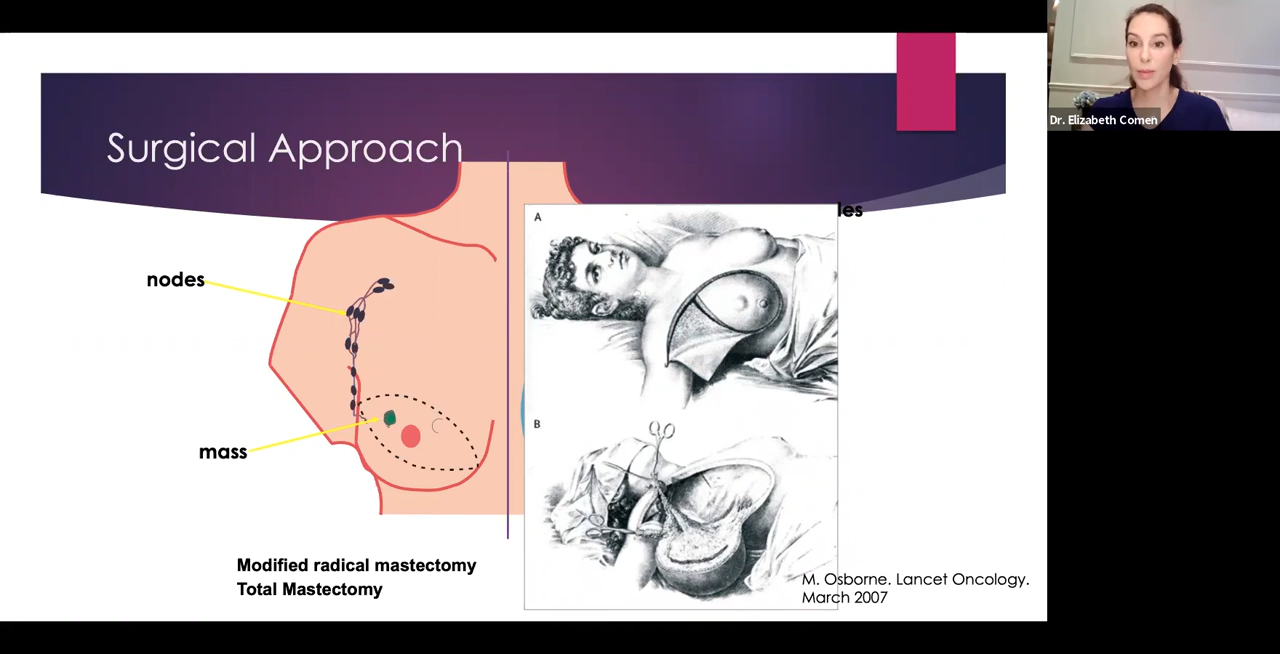 Surgical Approach
Dr. Elizabeth Comen
A
les
nodes
B
mass
Modified radical mastectomy
Total Mastectomy
M. Osborne. Lancet Oncology.
March 2007